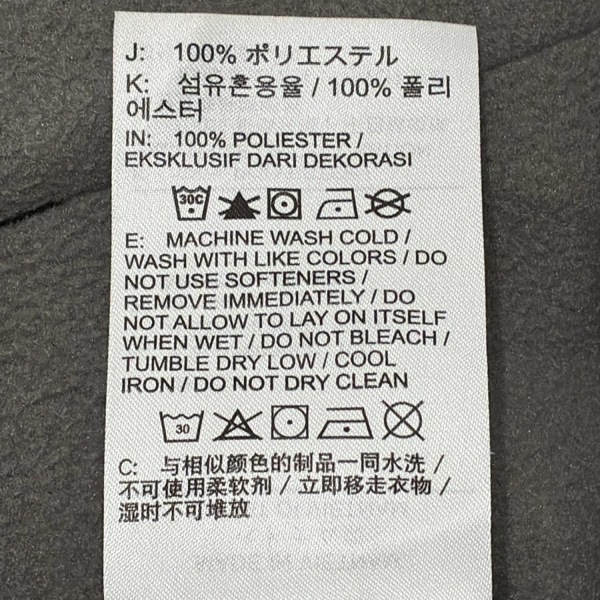 J: 100% ポリエステル
K: 섬유혼용율 / 100% 폴리
에스터
IN: 100% POLIESTER /
EKSKLUSIF DARI DEKORASI
30C
E: MACHINE WASH COLD /
WASH WITH LIKE COLORS / DO
NOT USE SOFTENERS /
REMOVE IMMEDIATELY / DO
NOT ALLOW TO LAY ON ITSELF
WHEN WET / DO NOT BLEACH /
TUMBLE DRY LOW / COOL
IRON / DO NOT DRY CLEAN
30
C: 与相似颜色的制品一同水洗 /
不可使用柔软剂 / 立即移走衣物 /
湿时不可堆放